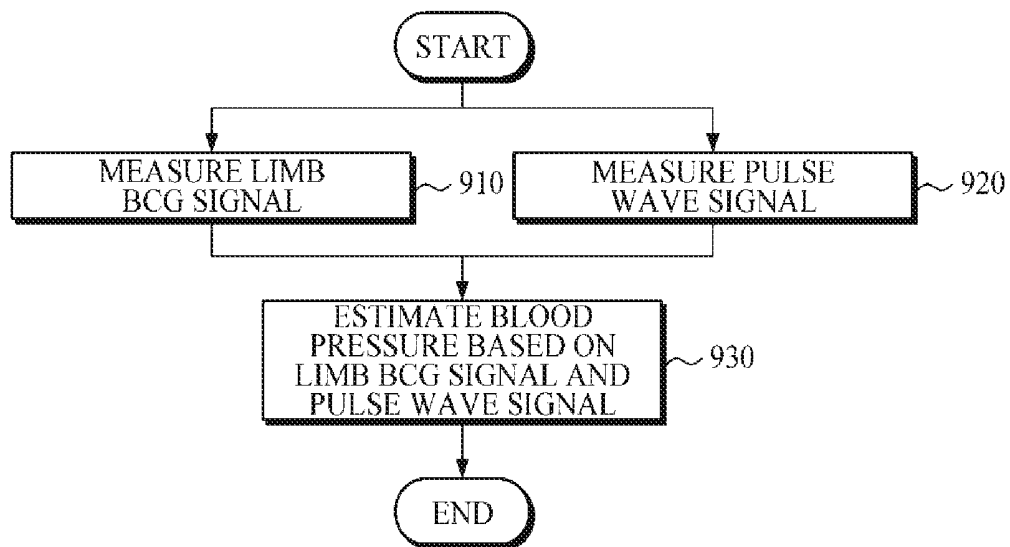 START
MEASURE LIMB
BCG SIGNAL
910
MEASURE PULSE
WAVE SIGNAL
920
ESTIMATE BLOOD
PRESSURE BASED ON
LIMB BCG SIGNAL AND
PULSE WAVE SIGNAL
930
END